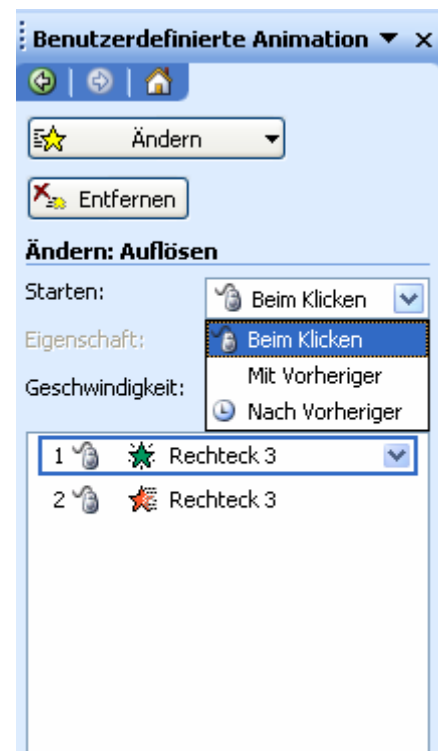 Benutzerdefinierte Animation
Ändern
Entfernen
Ändern: Auflösen
Starten:
Beim Klicken
Eigenschaft:
Beim Klicken
Mit Vorheriger
Geschwindigkeit:
Nach Vorheriger
1 Rechteck 3
2 Rechteck 3